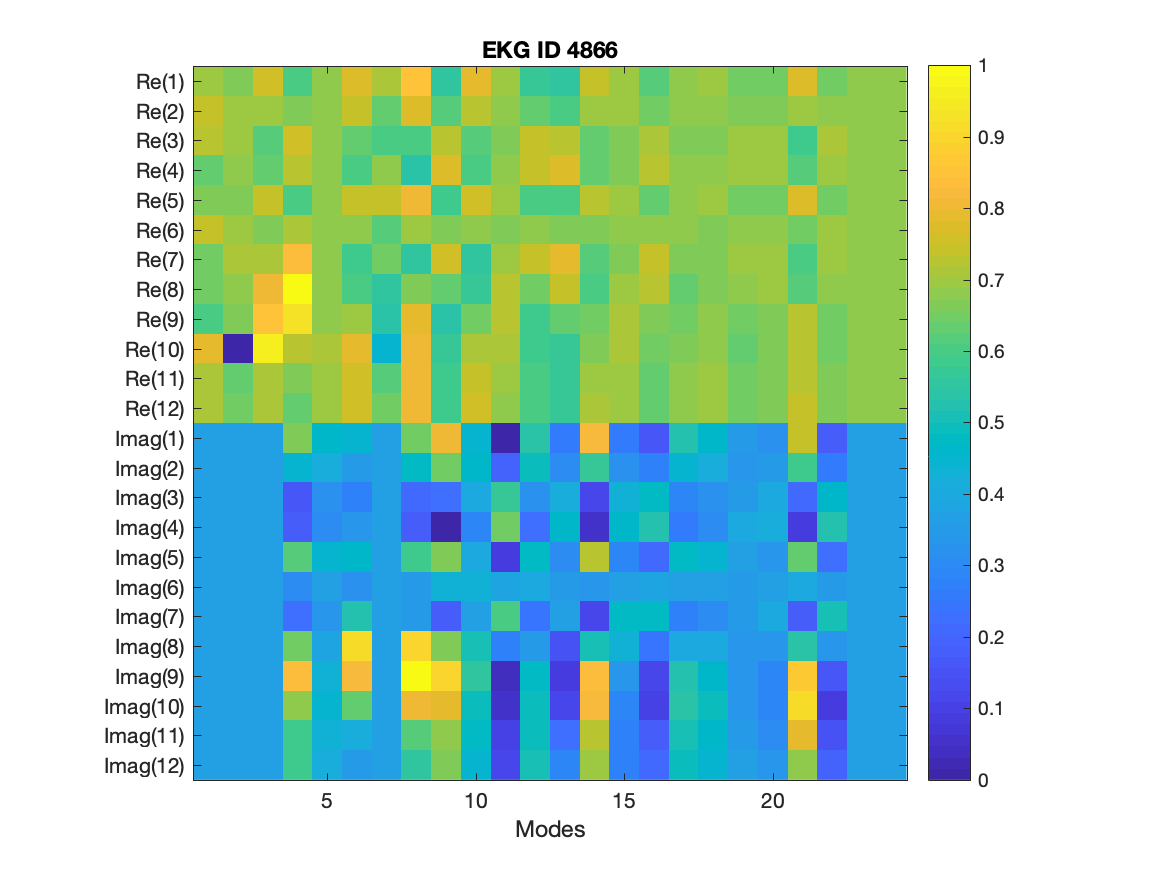 EKG ID 4866
Re(1)
Re(2)
Re(3)
Re(4)
Re(5)
Re(6)
Re(7)
Re(8)
Re(9)
Re(10)
Re(11)
Re(12)
Imag(1)
Imag(2)
Imag(3)
Imag(4)
Imag(5)
Imag(6)
Imag(7)
Imag(8)
Imag(9)
Imag(10)
Imag(11)
Imag(12)
5 10 15 20
Modes
1
0.9
0.8
0.7
0.6
0.5
0.4
0.3
0.2
0.1
0